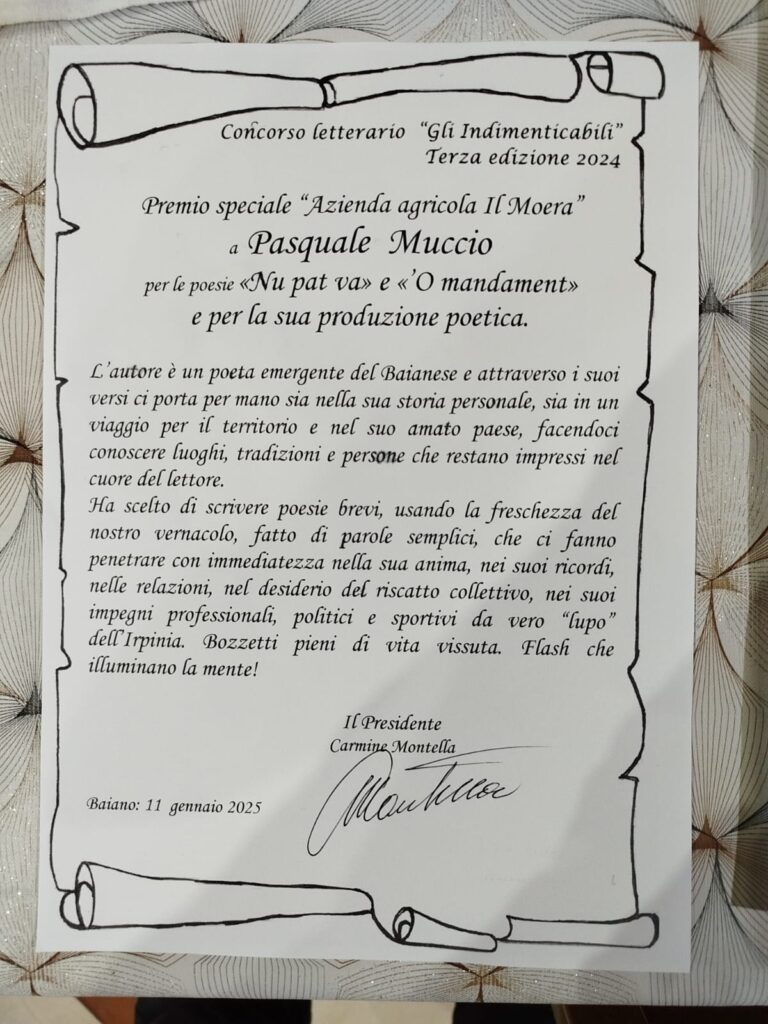 Concorso letterario "Gli Indimenticabili"
Terza edizione 2024
Premio speciale "Azienda agricola Il Moera"
a Pasquale Muccio
per le poesie «Nu pat va» e «'O mandament»
e per la sua produzione poetica.
L'autore è un poeta emergente del Baianese e attraverso i suoi
versi ci porta per mano sia nella sua storia personale, sia in un
viaggio per il territorio e nel suo amato paese, facendoci
conoscere luoghi, tradizioni e persone che restano impressi nel
cuore del lettore.
Ha scelto di scrivere poesie brevi, usando la freschezza del
nostro vernacolo, fatto di parole semplici, che ci fanno
penetrare con immediatezza nella sua anima, nei suoi ricordi,
nelle relazioni, nel desiderio del riscatto collettivo, nei suoi
impegni professionali, politici e sportivi da vero "lupo"
dell'Irpinia. Bozzetti pieni di vita vissuta. Flash che
illuminano la mente!
Il Presidente
Carmine Montella
Montella
Baiano: 11 gennaio 2025